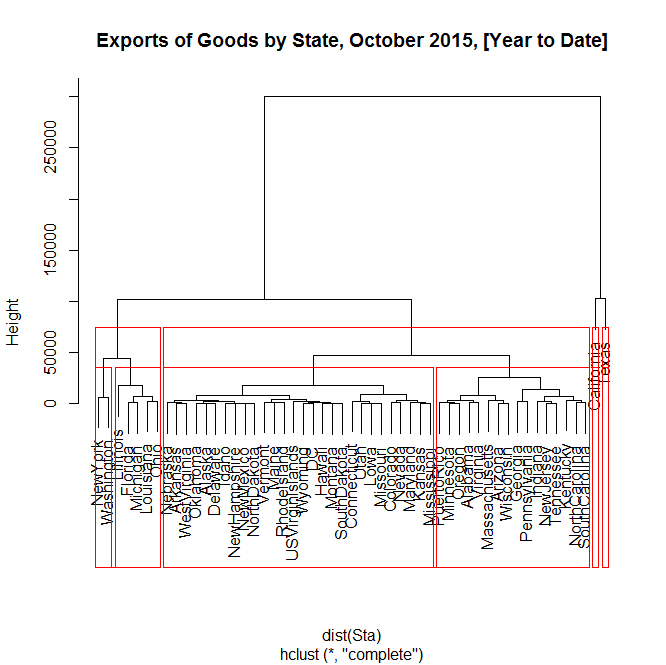 Exports of Goods by State, October 2015, [Year to Date]
Height
250000
150000
50000
0
NewYork
Washington
Illinois
Florida
Michigan
Louisiana
Ohio
Nebraska
Arkansas
WestVirginia
Oklahoma
Alaska
Delaware
Idaho
NewHampshire
NewMexico
NorthDakota
Vermont
Maine
RhodeIsland
USVirginIslands
Wyoming
DC
Hawaii
Montana
SouthDakota
Connecticut
Utah
Lowa
Missouri
Colorado
Nevada
Maryland
Kansas
Mississippi
PuertoRico
Minnesota
Oregon
Alabama
Virginia
Massachusetts
Arizona
Wisconsin
Georgia
Pennsylvania
Indiana
NewJersey
Tennessee
Kentucky
NorthCarolina
SouthCarolina
California
Texas
dist(Sta)
hclust (*, "complete")